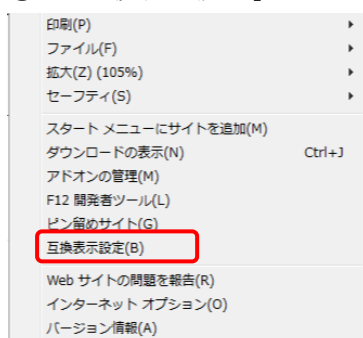 印刷(P)
ファイル(F)
拡大(Z) (105%)
セーフティ(S)
スタート メニューにサイトを追加(M)
ダウンロードの表示(N) Ctrl+J
アドオンの管理(M)
F12 開発者ツール(L)
ピン留めサイト(G)
互換表示設定(B)
Web サイトの問題を報告(R)
インターネット オプション(O)
バージョン情報(A)